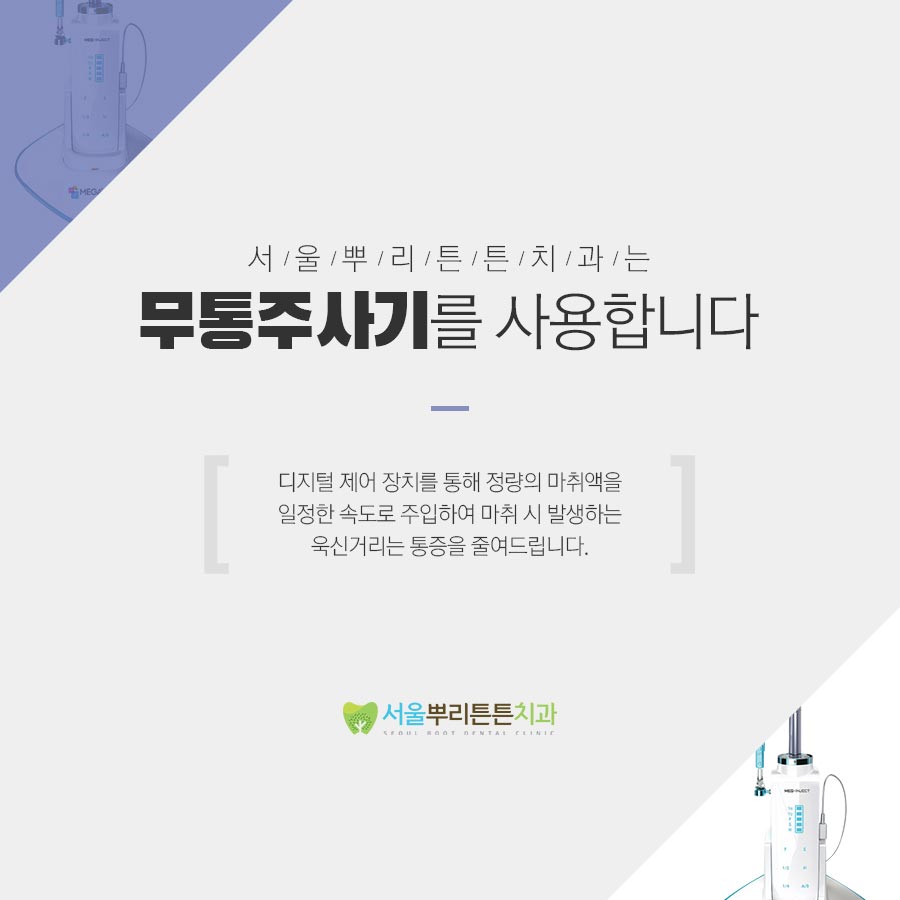 MEG-INJECT
MEGA
서/울/뿌/리/튼/튼/치/과/는
무통주사기를 사용합니다
[ 디지털 제어 장치를 통해 정량의 마취액을
일정한 속도로 주입하여 마취 시 발생하는
욱신거리는 통증을 줄여드립니다. ]
서울뿌리튼튼치과
SEOUL ROOT DENTAL CLINIC
MEG-INJECT